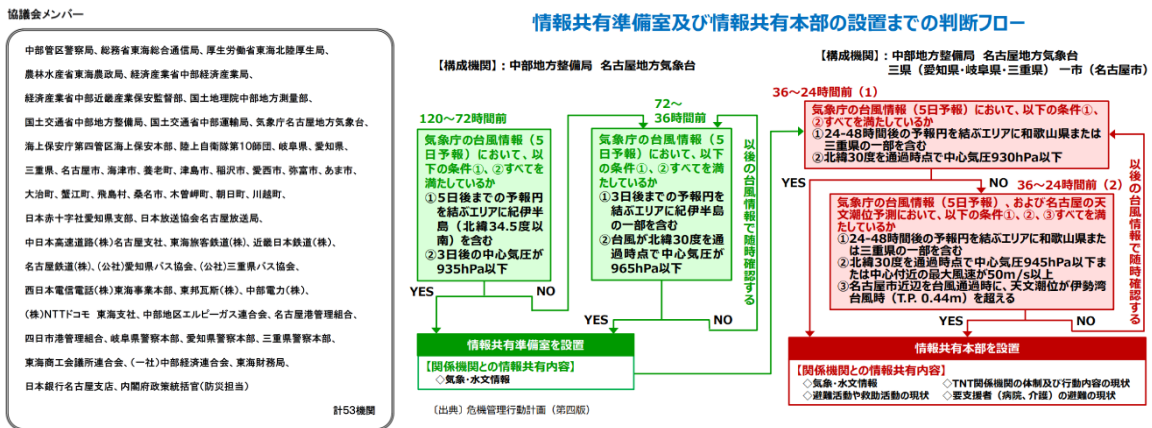 協議会メンバー
中部管区警察局、総務省東海総合通信局、厚生労働省東海北陸厚生局、
農林水産省東海農政局、経済産業省中部経済産業局、
経済産業省中部近畿産業保安監督部、国土地理院中部地方測量部、
国土交通省中部地方整備局、国土交通省中部運輸局、気象庁名古屋地方気象台、
海上保安庁第四管区海上保安本部、陸上自衛隊第10師団、岐阜県、愛知県、
三重県、名古屋市、海津市、養老町、津島市、稲沢市、愛西市、弥富市、あま市、
大治町、蟹江町、飛島村、桑名市、木曽岬町、朝日町、川越町、
日本赤十字社愛知県支部、日本放送協会名古屋放送局、
中日本高速道路(株)名古屋支社、東海旅客鉄道(株)、近畿日本鉄道(株)、
名古屋鉄道(株)、(公社)愛知県バス協会、(公社)三重県バス協会、
西日本電信電話(株)東海事業本部、東邦瓦斯(株)、中部電力(株)、
(株)NTTドコモ 東海支社、中部地区エルピーガス連合会、名古屋港管理組合、
四日市港管理組合、岐阜県警察本部、愛知県警察本部、三重県警察本部、
東海商工会議所連合会、(一社)中部経済連合会、東海財務局、
日本銀行名古屋支店、内閣府政策統括官(防災担当)
計53機関
情報共有準備室及び情報共有本部の設置までの判断フロー
【構成機関】：中部地方整備局 名古屋地方気象台
120～72時間前
気象庁の台風情報（5
日予報）において、以
下の条件①、②すべてを
満たしているか
①5日後までの予報円
を結ぶエリアに紀伊半
島（北緯34.5度以
南）を含む
②3日後の中心気圧が
935hPa以下
YES
NO
72～
36時間前
気象庁の台風情報（5
日予報）において、以下
の条件①、②すべてを満
たしているか
①3日後までの予報円
を結ぶエリアに紀伊半島
の一部を含む
②台風が北緯30度を通
過時点で中心気圧が
965hPa以下
YES
NO
以後の台風情報で随時確認する
情報共有準備室を設置
【関係機関との情報共有内容】
◇気象・水文情報
〔出典〕危機管理行動計画（第四版）
【構成機関】：中部地方整備局 名古屋地方気象台
三県（愛知県・岐阜県・三重県） 一市（名古屋市）
36～24時間前（1）
気象庁の台風情報（5日予報）において、以下の条件①、
②すべてを満たしているか
①24-48時間後の予報円を結ぶエリアに和歌山県または
三重県の一部を含む
②北緯30度を通過時点で中心気圧930hPa以下
YES
NO
36～24時間前（2）
気象庁の台風情報（5日予報）、および名古屋の天
文潮位予測において、以下の条件①、②、③すべてを満
たしているか
①24-48時間後の予報円を結ぶエリアに和歌山県また
は三重県の一部を含む
②北緯30度を通過時点で中心気圧945hPa以下ま
たは中心付近の最大風速が50m/s以上
③名古屋市近辺を台風通過時に、天文潮位が伊勢湾
台風時（T.P. 0.44m）を超える
YES
NO
以後の台風情報で随時確認する
情報共有本部を設置
【関係機関との情報共有内容】
◇気象・水文情報 ◇TNT関係機関の体制及び行動内容の現状
◇避難活動や救助活動の現状 ◇要支援者（病院、介護）の避難の現状